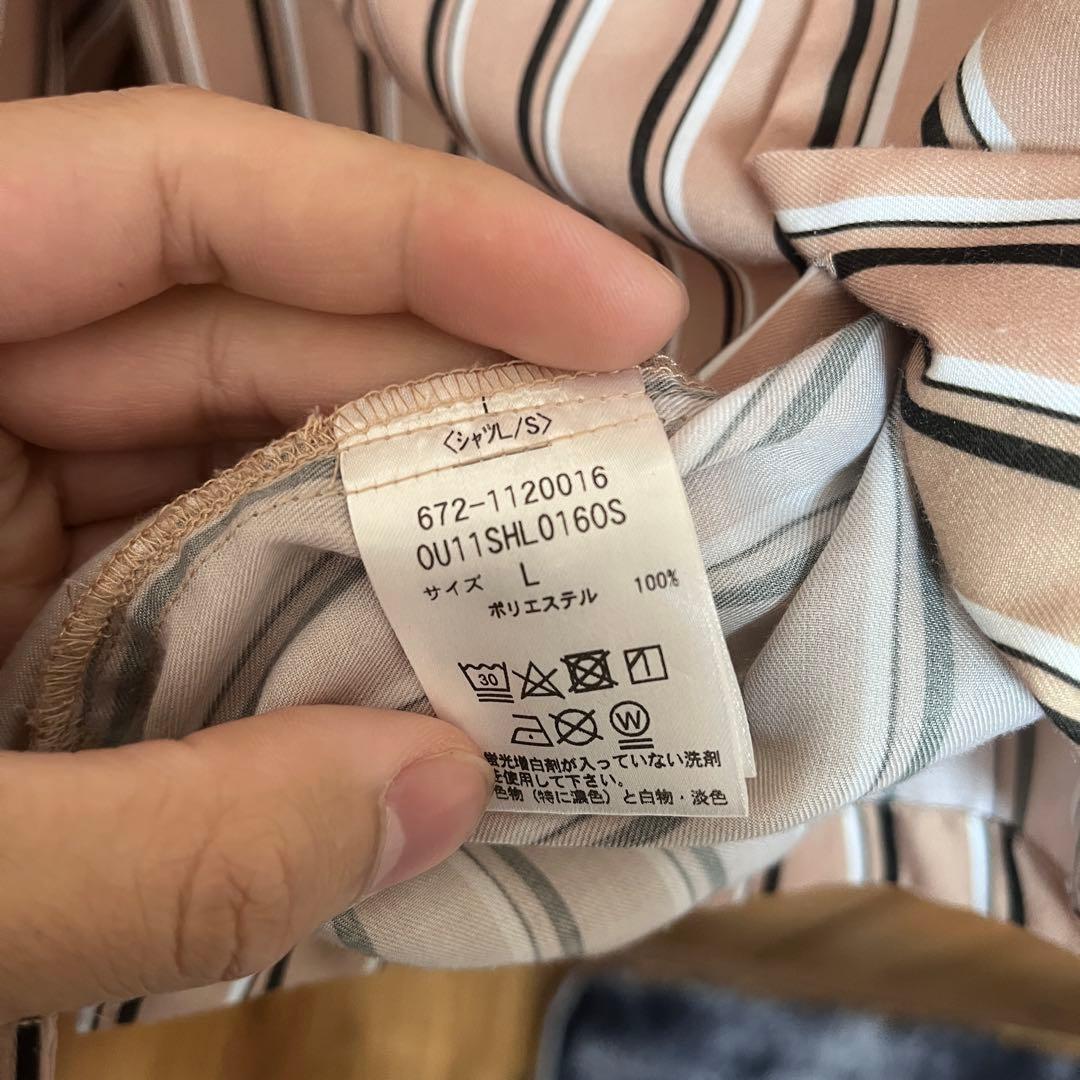 〈シャツL/S〉
672-1120016
0U11SHL0160S
サイズ L
ポリエステル 100%
30
W
蛍光増白剤が入っていない洗剤
を使用して下さい。
色物（特に濃色）と白物・淡色